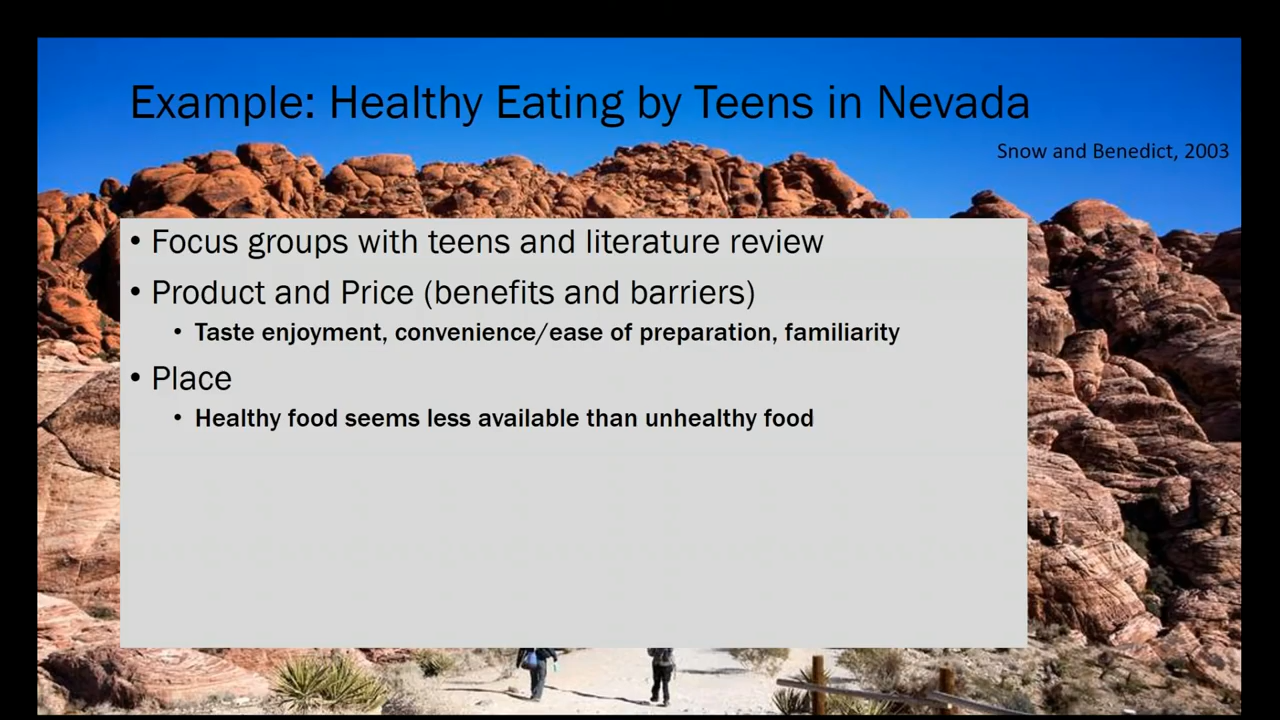 Example: Healthy Eating by Teens in Nevada
Snow and Benedict, 2003
• Focus groups with teens and literature review
• Product and Price (benefits and barriers)
• Taste enjoyment, convenience/ease of preparation, familiarity
• Place
• Healthy food seems less available than unhealthy food